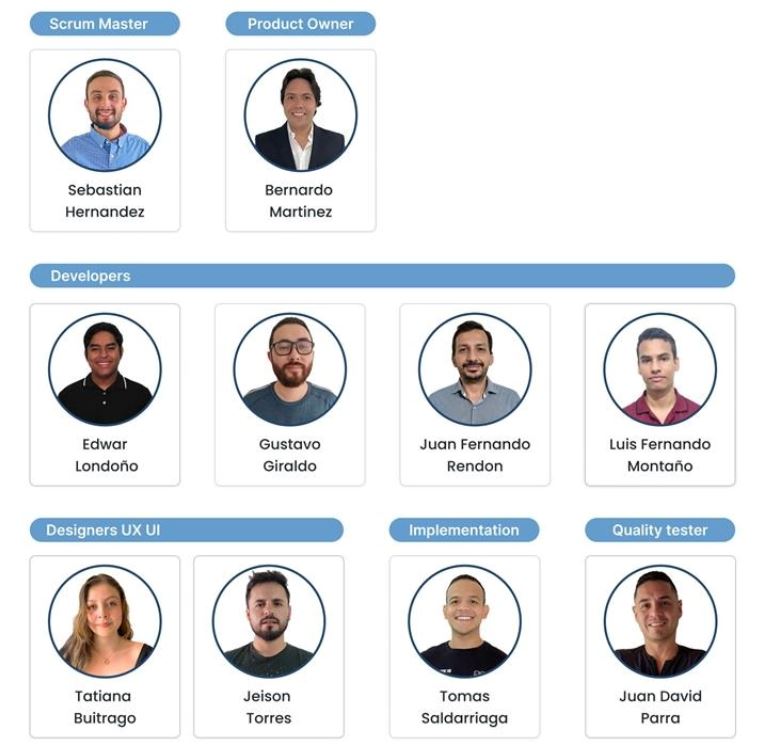 Scrum Master
Product Owner
Sebastian
Hernandez
Bernardo
Martinez
Developers
Edwar
Londoño
Gustavo
Giraldo
Juan Fernando
Rendon
Luis Fernando
Montaño
Designers UX UI
Implementation
Quality tester
Tatiana
Buitrago
Jeison
Torres
Tomas
Saldarriaga
Juan David
Parra